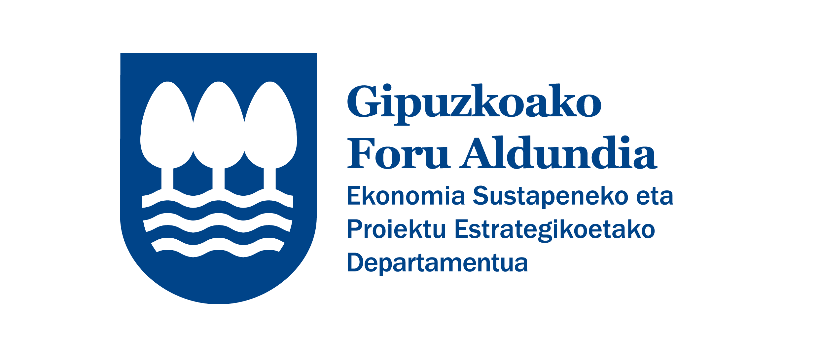 Gipuzkoako
Foru Aldundia
Ekonomia Sustapeneko eta
Proiektu Estrategikoetako
Departamentua